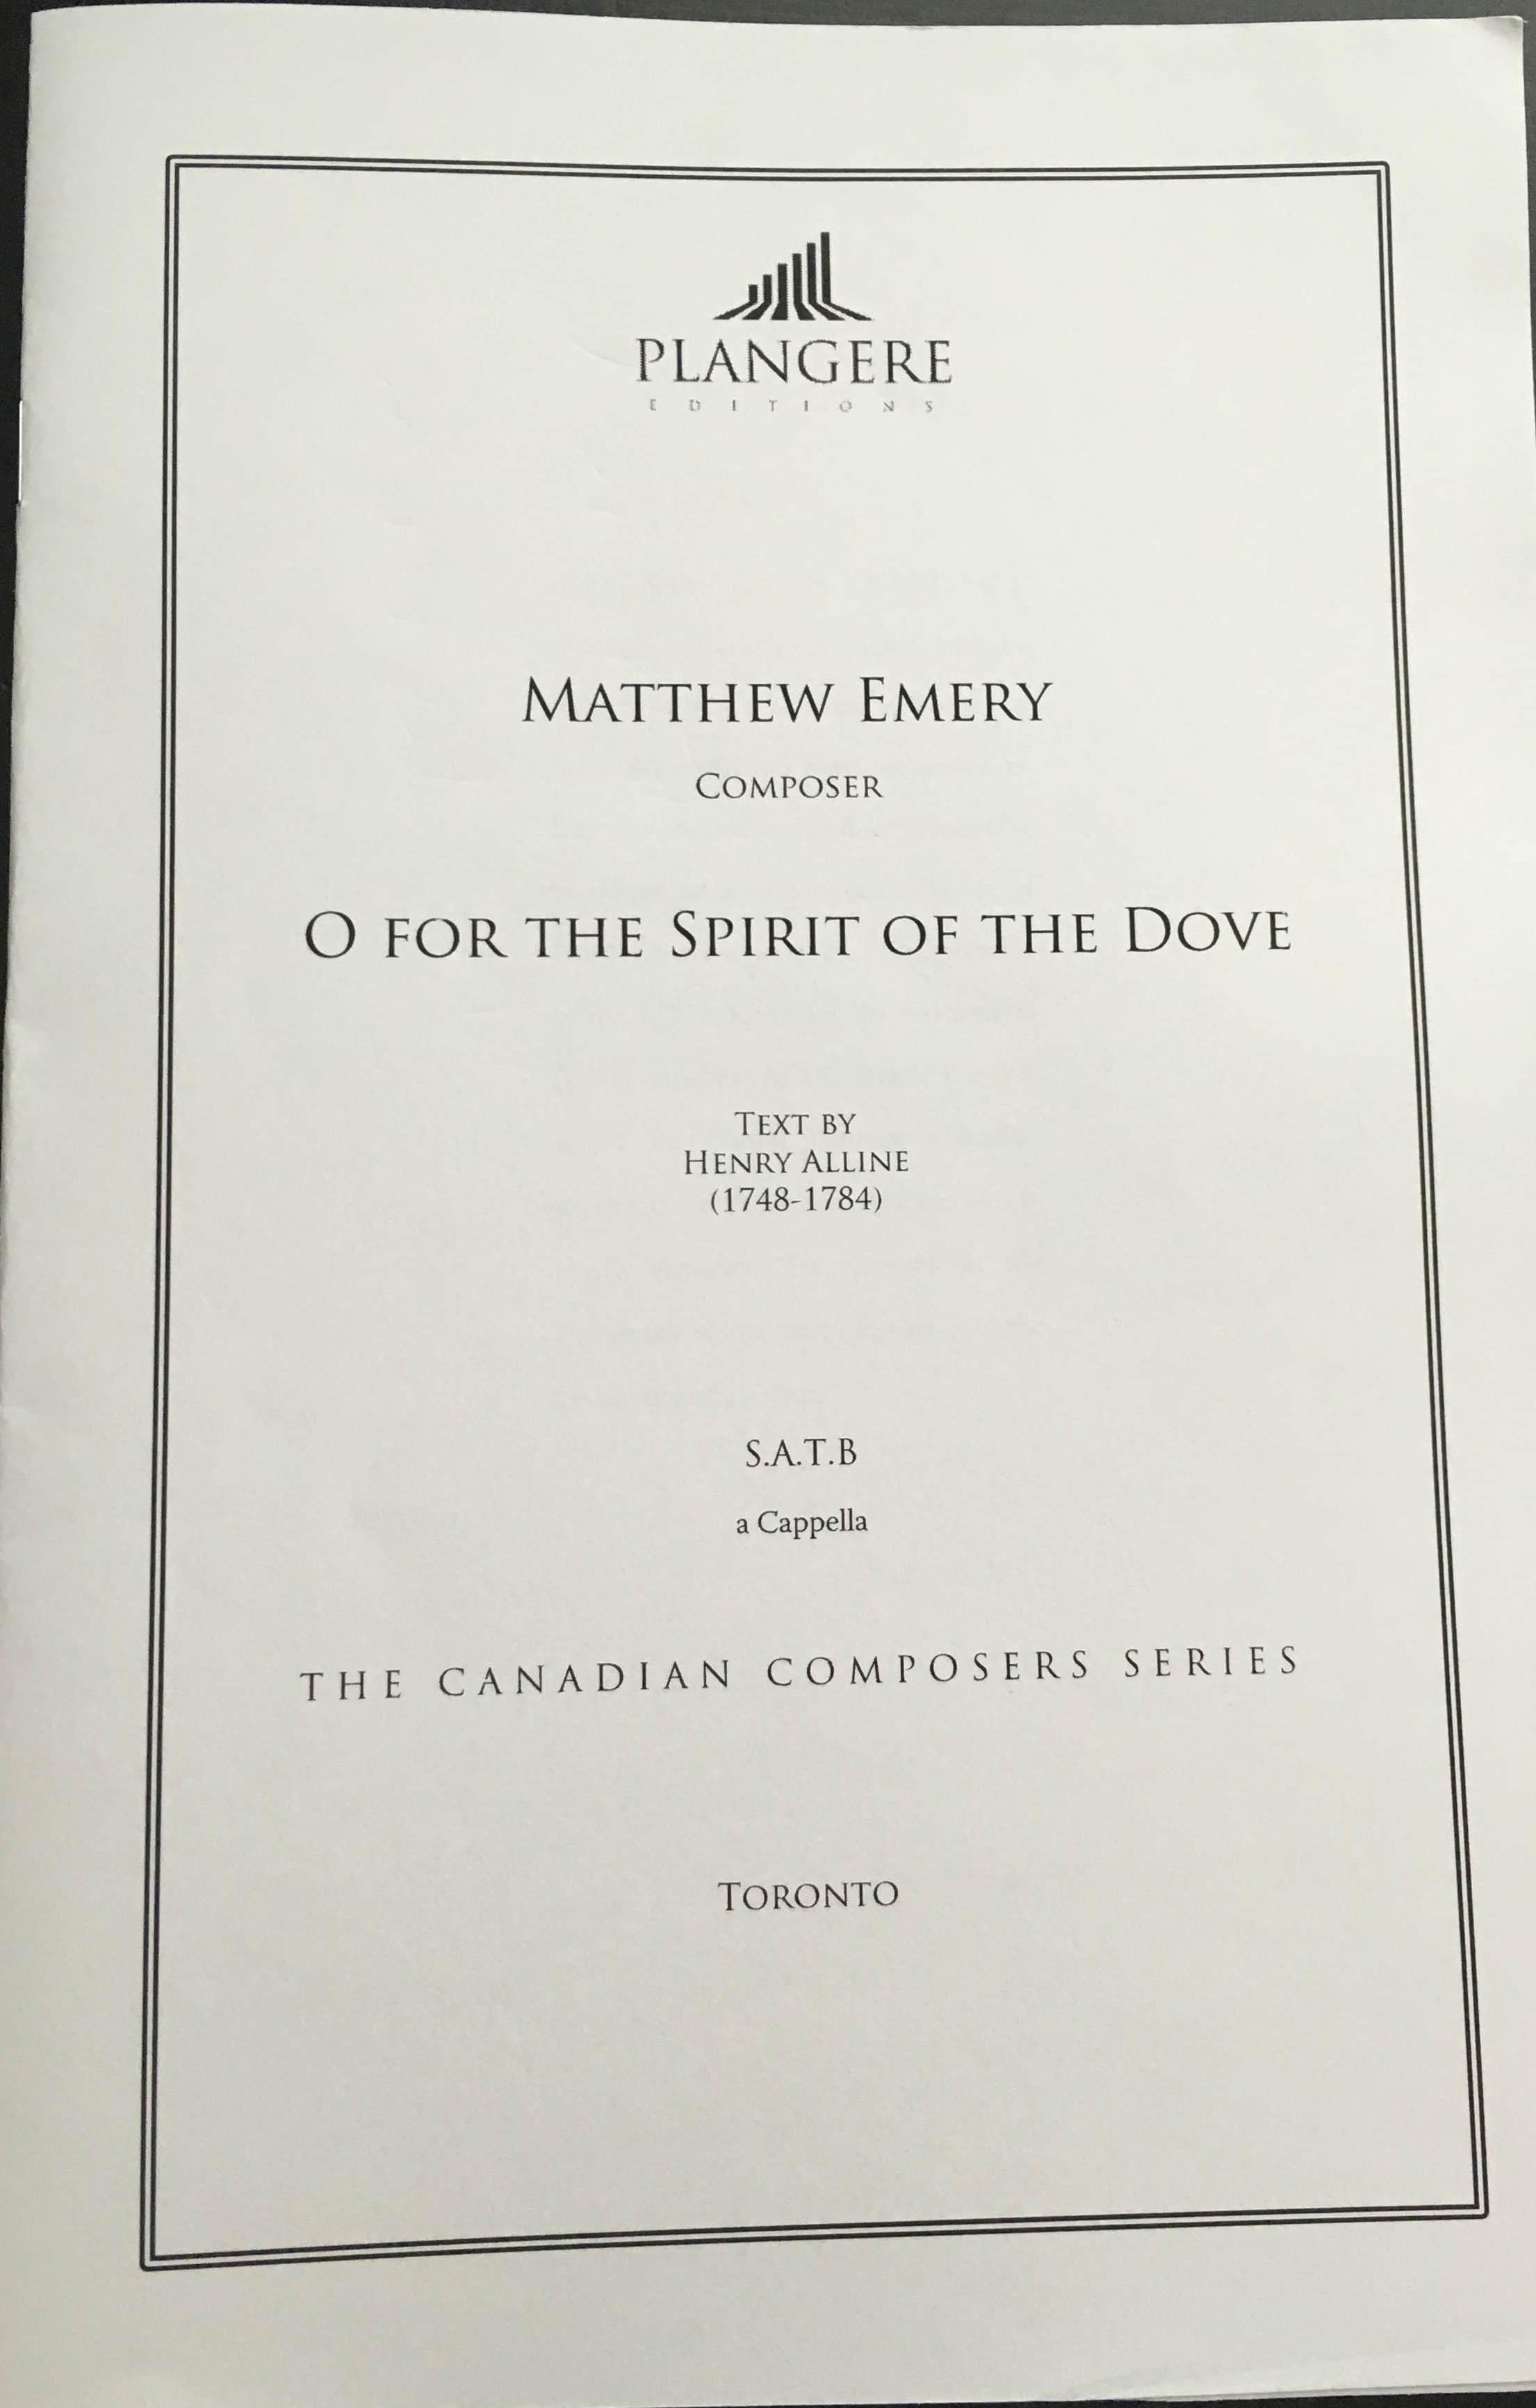 PLANGERE
EDITIONS
MATTHEW EMERY
COMPOSER
O FOR THE SPIRIT OF THE DOVE
TEXT BY
HENRY ALLINE
(1748-1784)
S.A.T.B
a Cappella
THE CANADIAN COMPOSERS SERIES
TORONTO